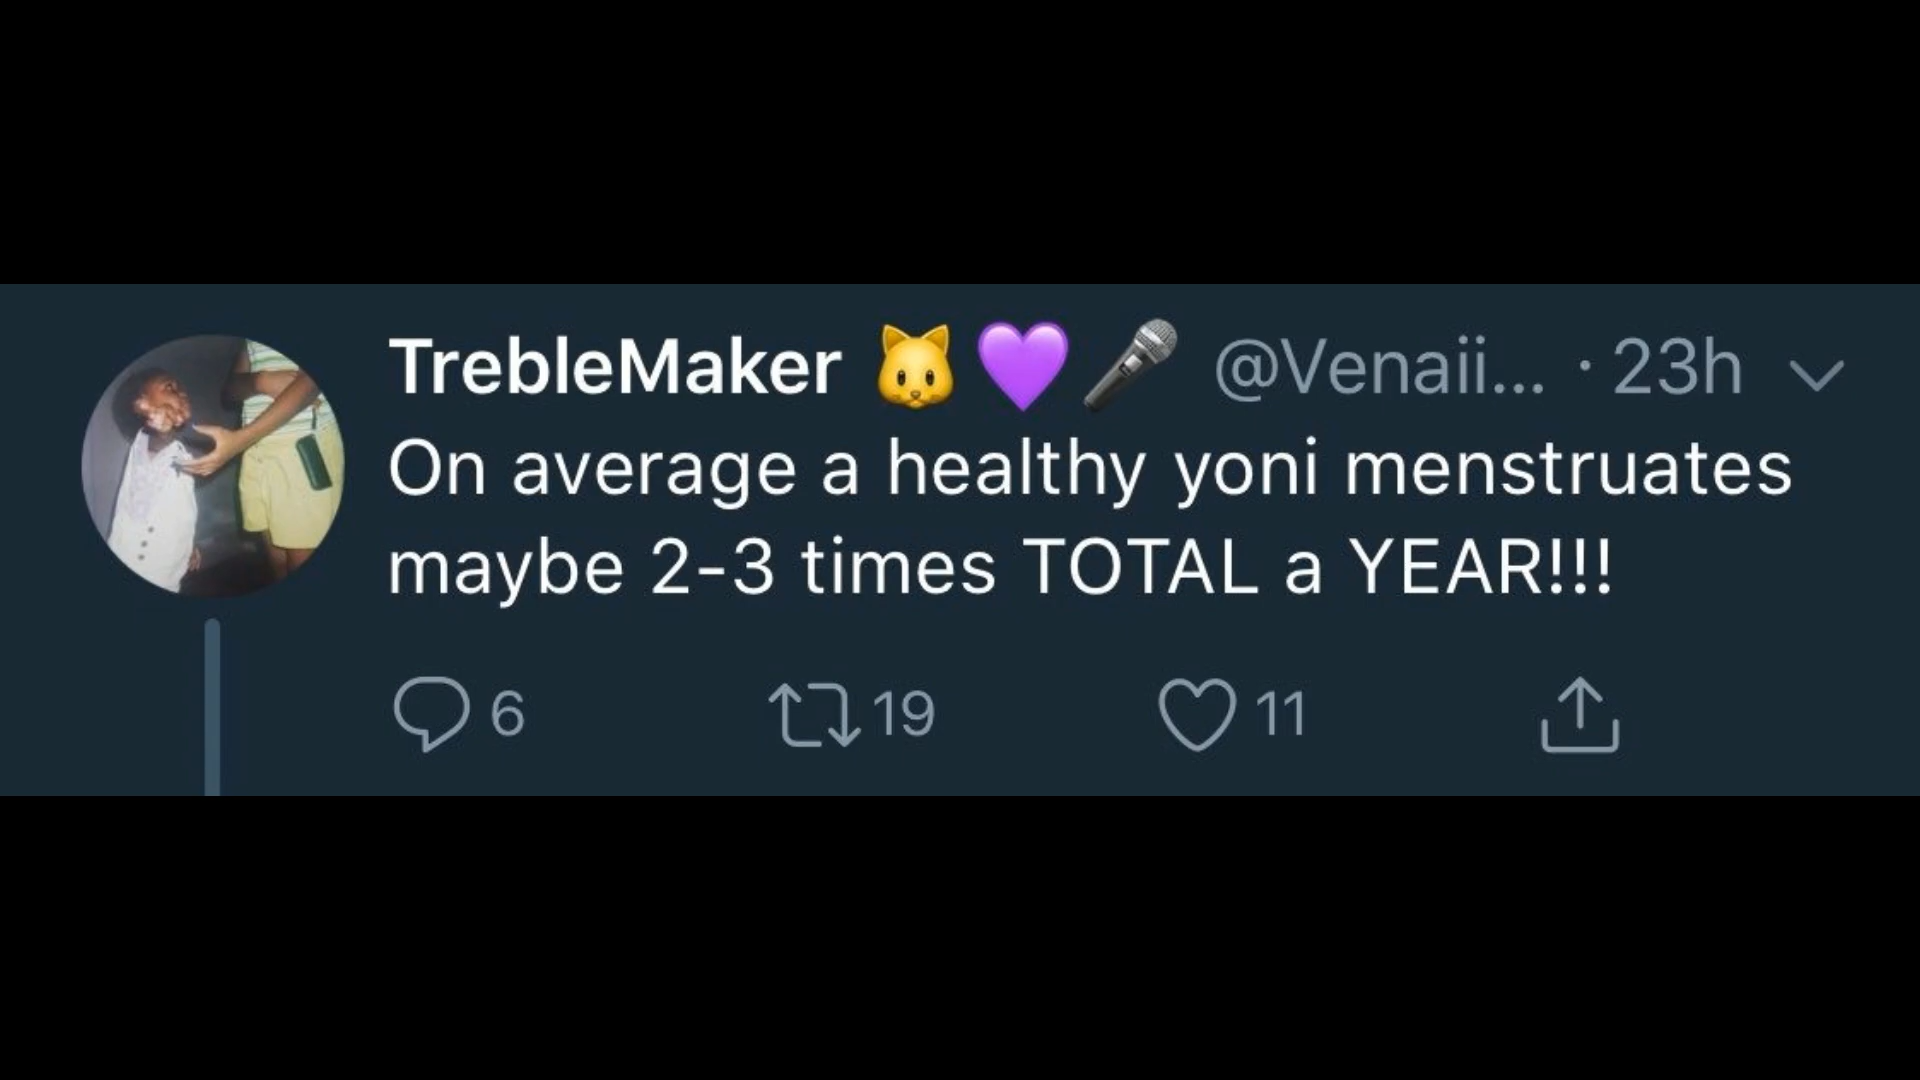 TrebleMaker 🐱💜🎤 @Venaii... · 23h
On average a healthy yoni menstruates
maybe 2-3 times TOTAL a YEAR!!!
6 19 11